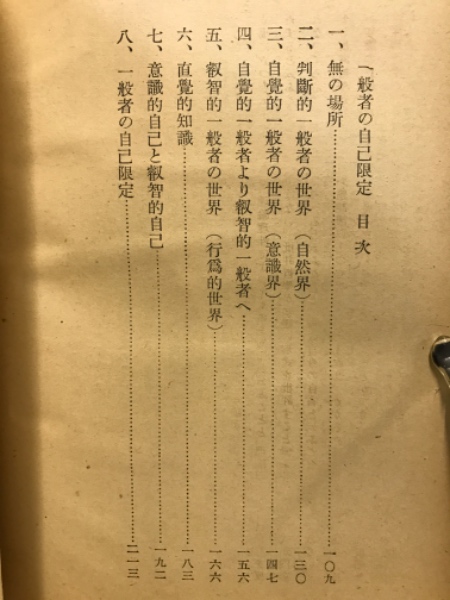 一般者の自己限定 目次
一、無の場所……………………一〇九
二、判斷的一般者の世界（自然界）……………………一三〇
三、自覺的一般者の世界（意識界）……………………一四七
四、自覺的一般者より叡智的一般者へ……………………一五六
五、叡智的一般者の世界（行爲的世界）……………………一六六
六、直覺的知識……………………一八三
七、意識的自己と叡智的自己……………………一九二
八、一般者の自己限定……………………二一三